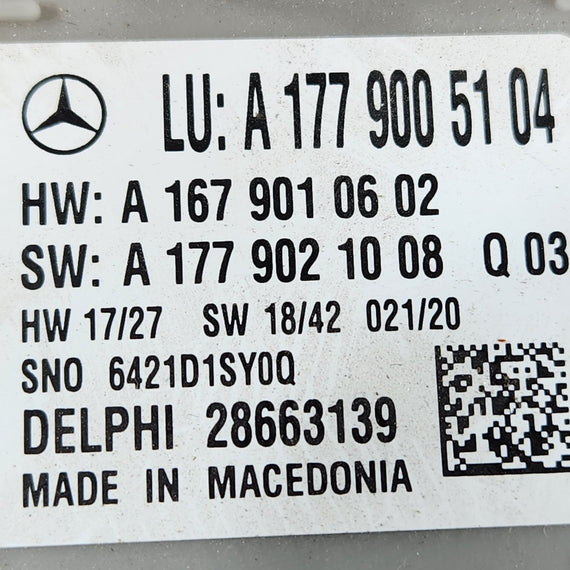 LU: A 177 900 51 04
HW: A 167 901 06 02
SW: A 177 902 10 08 Q 03
HW 17/27 SW 18/42 021/20
SNO 6421D1SY0Q
DELPHI 28663139
MADE IN MACEDONIA